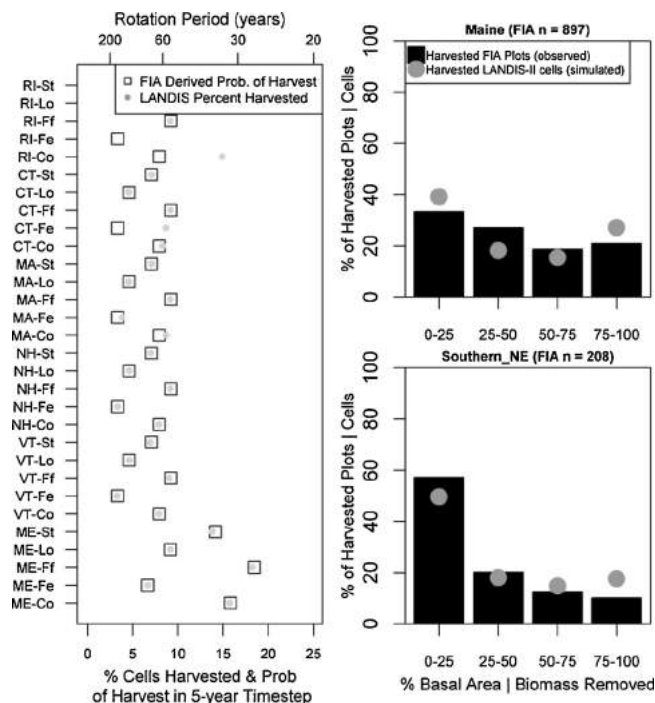 Rotation Period (years)
200 60 30 20
FIA Derived Prob. of Harvest
LANDIS Percent Harvested
RI-St
RI-Lo
RI-Ff
RI-Fe
RI-Co
CT-St
CT-Lo
CT-Ff
CT-Fe
CT-Co
MA-St
MA-Lo
MA-Ff
MA-Fe
MA-Co
NH-St
NH-Lo
NH-Ff
NH-Fe
NH-Co
VT-St
VT-Lo
VT-Ff
VT-Fe
VT-Co
ME-St
ME-Lo
ME-Ff
ME-Fe
ME-Co
0 5 10 15 20 25
% Cells Harvested & Prob
of Harvest in 5-year Timestep
Maine (FIA n = 897)
Harvested FIA Plots (observed)
Harvested LANDIS-II cells (simulated)
% of Harvested Plots | Cells
100
80
60
40
20
0
0-25 25-50 50-75 75-100
Southern_NE (FIA n = 208)
% of Harvested Plots | Cells
100
80
60
40
20
0
0-25 25-50 50-75 75-100
% Basal Area | Biomass Removed